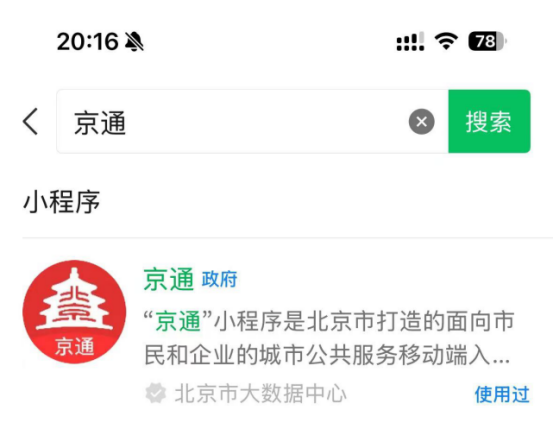 20:16
78
京通
搜索
小程序
京通 政府
“京通”小程序是北京市打造的面向市
民和企业的城市公共服务移动端入...
京通
北京市大数据中心
使用过